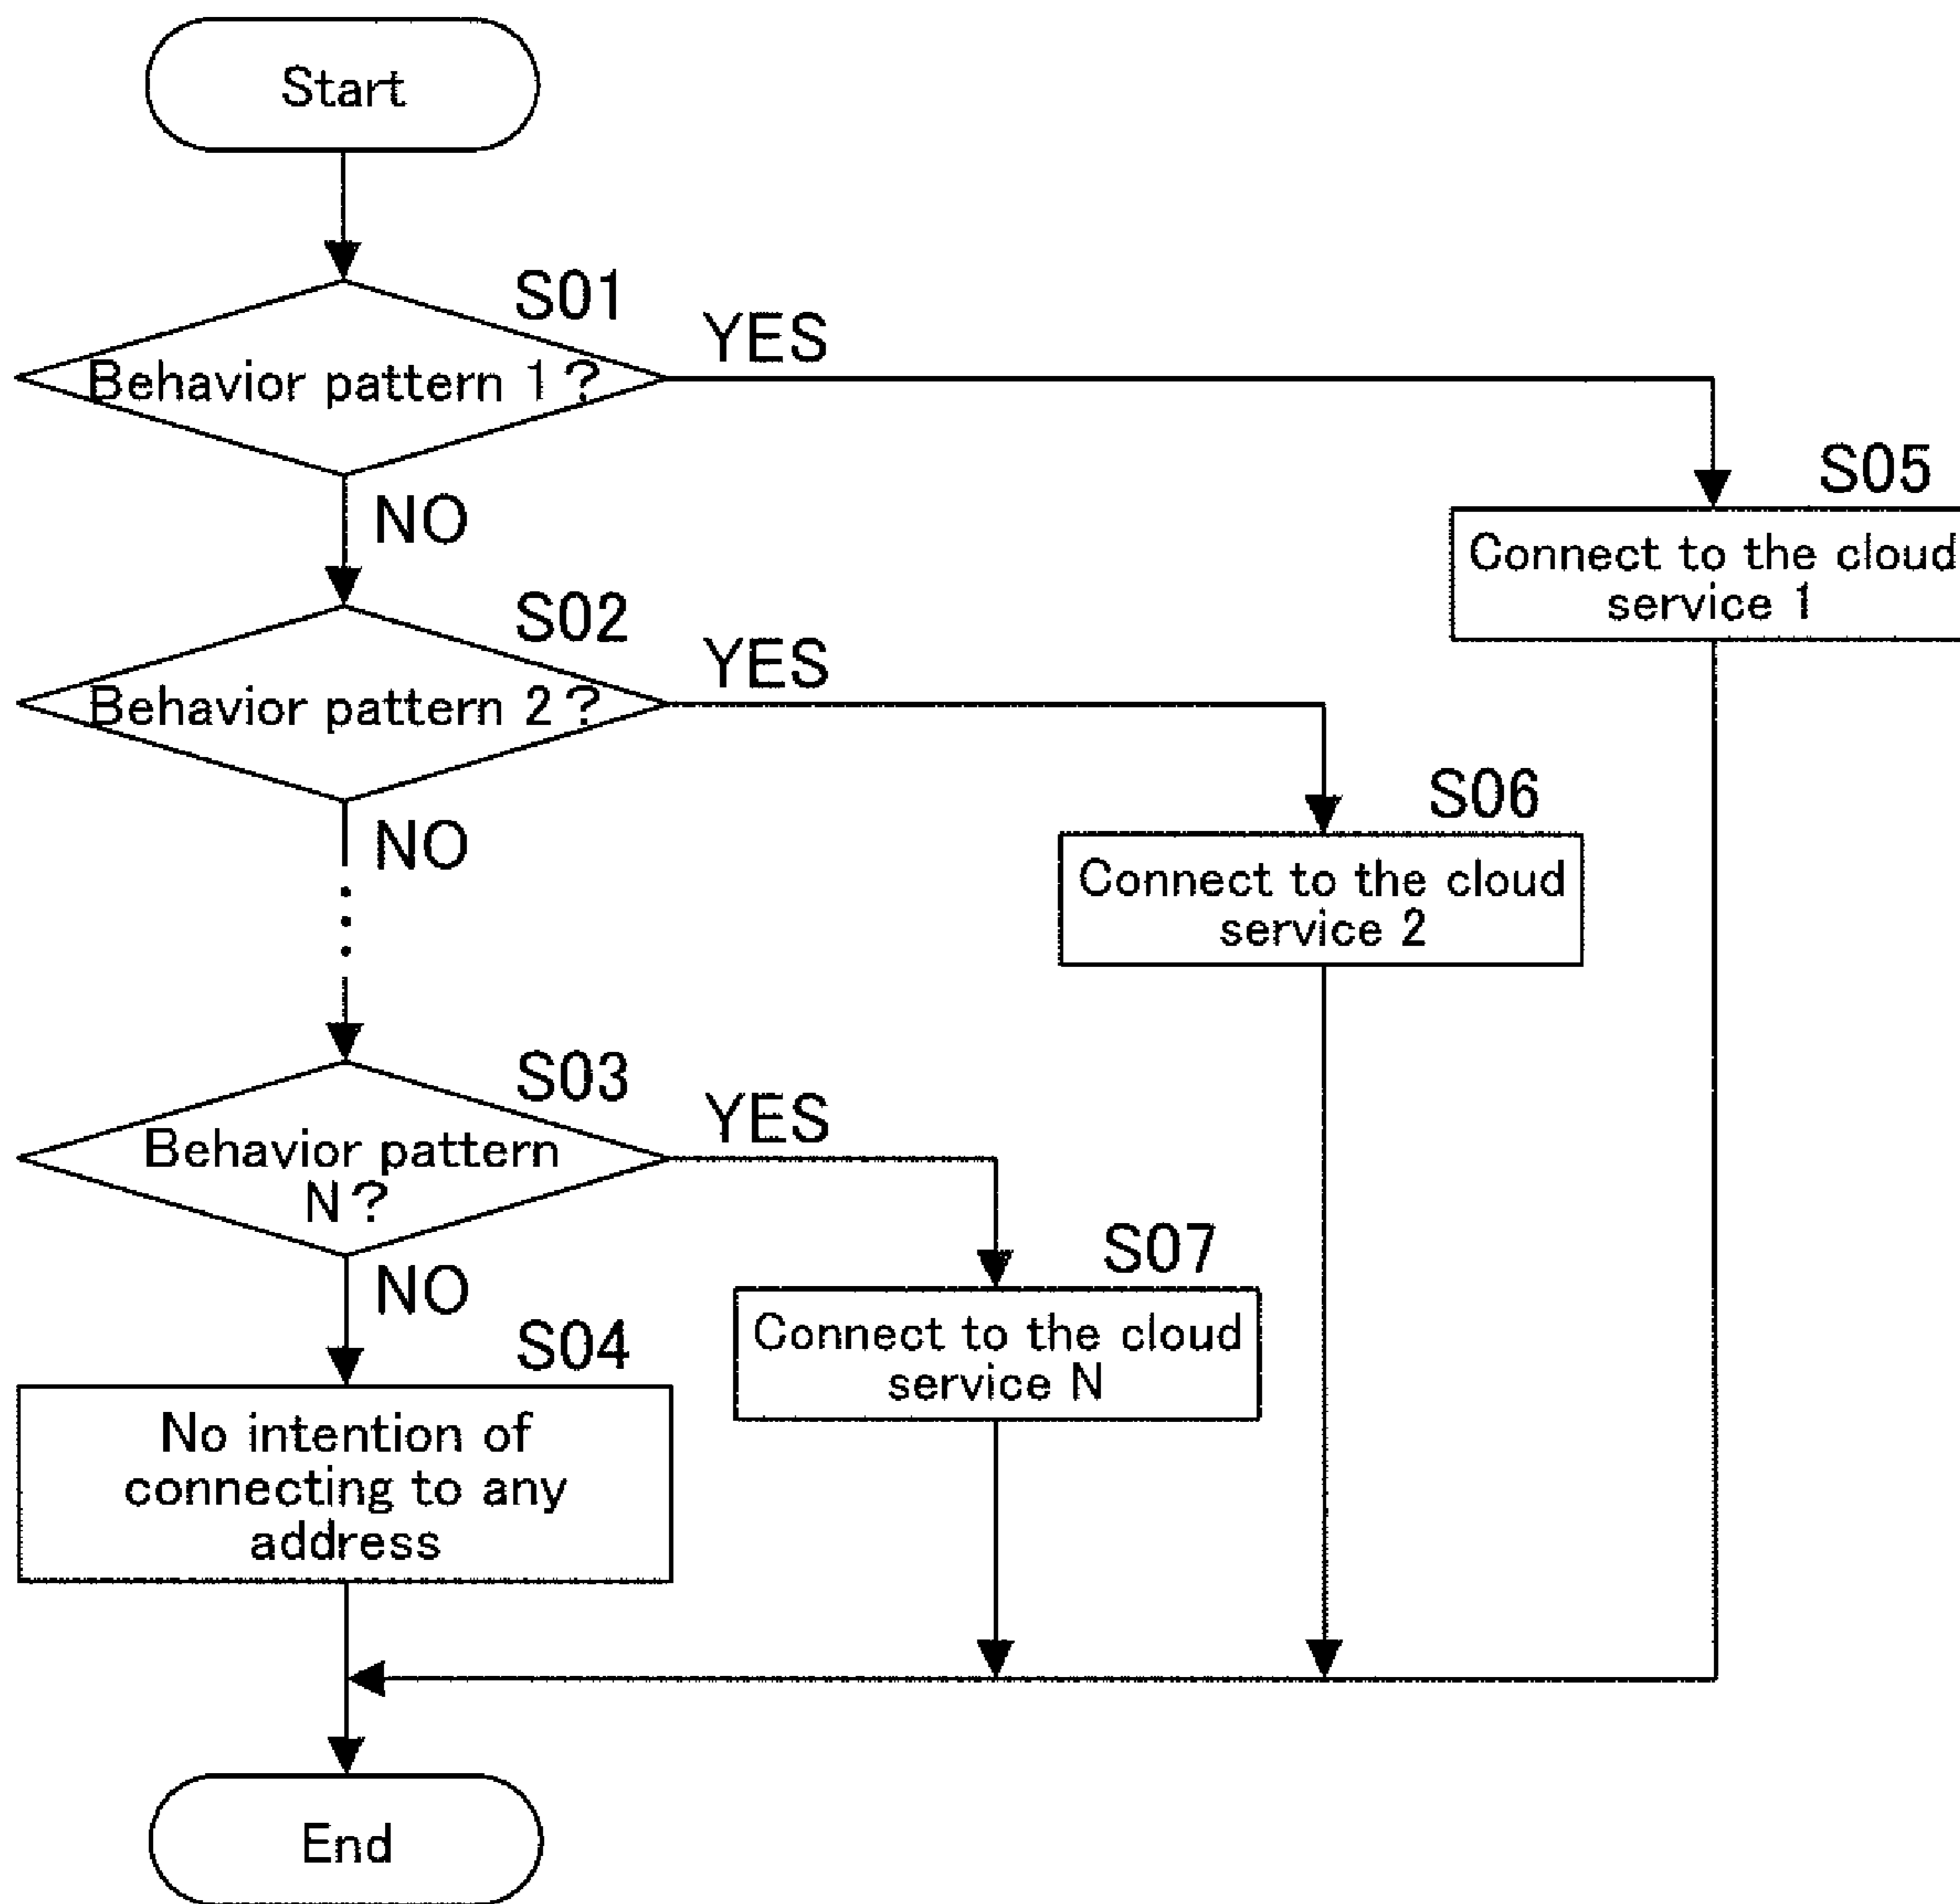 Start
S01
Behavior pattern 1?
YES
NO
S05
Connect to the cloud
service 1
S02
Behavior pattern 2?
YES
NO
S06
Connect to the cloud
service 2
S03
Behavior pattern
N?
YES
NO
S07
Connect to the cloud
service N
S04
No intention of
connecting to any
address
End